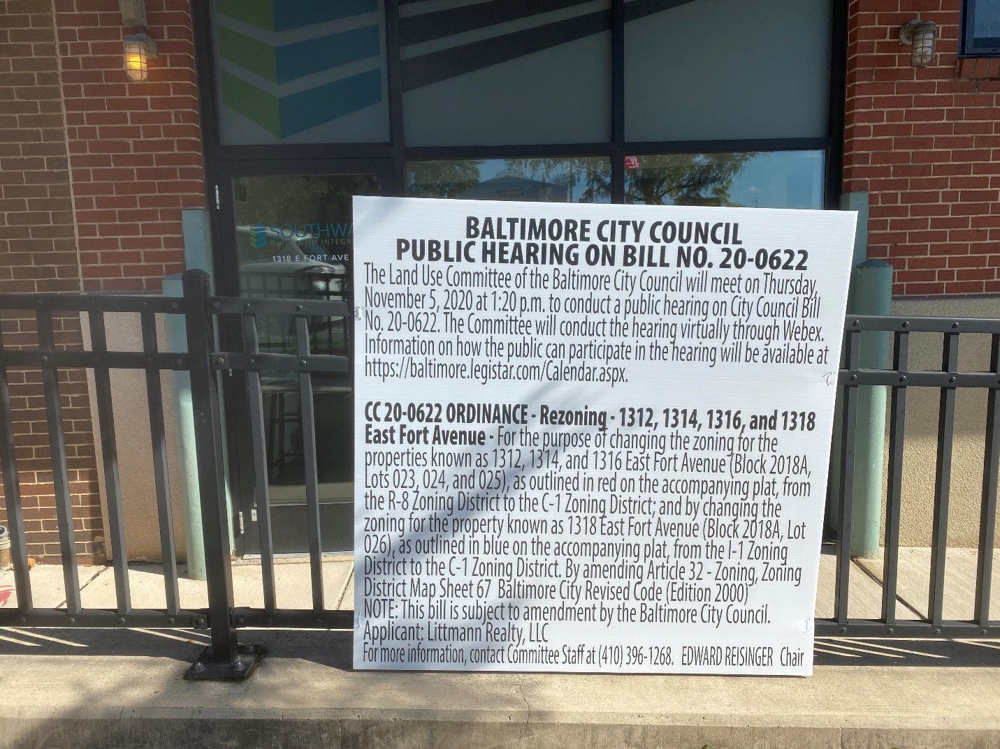 SOUTHWA
BUILT WITH INTEGR
1318 E FORT AVE
BALTIMORE CITY COUNCIL
PUBLIC HEARING ON BILL NO. 20-0622
The Land Use Committee of the Baltimore City Council will meet on Thursday,
November 5, 2020 at 1:20 p.m. to conduct a public hearing on City Council Bill
No. 20-0622. The Committee will conduct the hearing virtually through Webex.
Information on how the public can participate in the hearing will be available at
https://baltimore.legistar.com/Calendar.aspx.
CC 20-0622 ORDINANCE - Rezoning - 1312, 1314, 1316, and 1318
East Fort Avenue - For the purpose of changing the zoning for the
properties known as 1312, 1314, and 1316 East Fort Avenue (Block 2018A,
Lots 023, 024, and 025), as outlined in red on the accompanying plat, from
the R-8 Zoning District to the C-1 Zoning District; and by changing the
zoning for the property known as 1318 East Fort Avenue (Block 2018A, Lot
026), as outlined in blue on the accompanying plat, from the I-1 Zoning
District to the C-1 Zoning District. By amending Article 32 - Zoning, Zoning
District Map Sheet 67 Baltimore City Revised Code (Edition 2000)
NOTE: This bill is subject to amendment by the Baltimore City Council.
Applicant: Littmann Realty, LLC
For more information, contact Committee Staff at (410) 396-1268. EDWARD REISINGER Chair